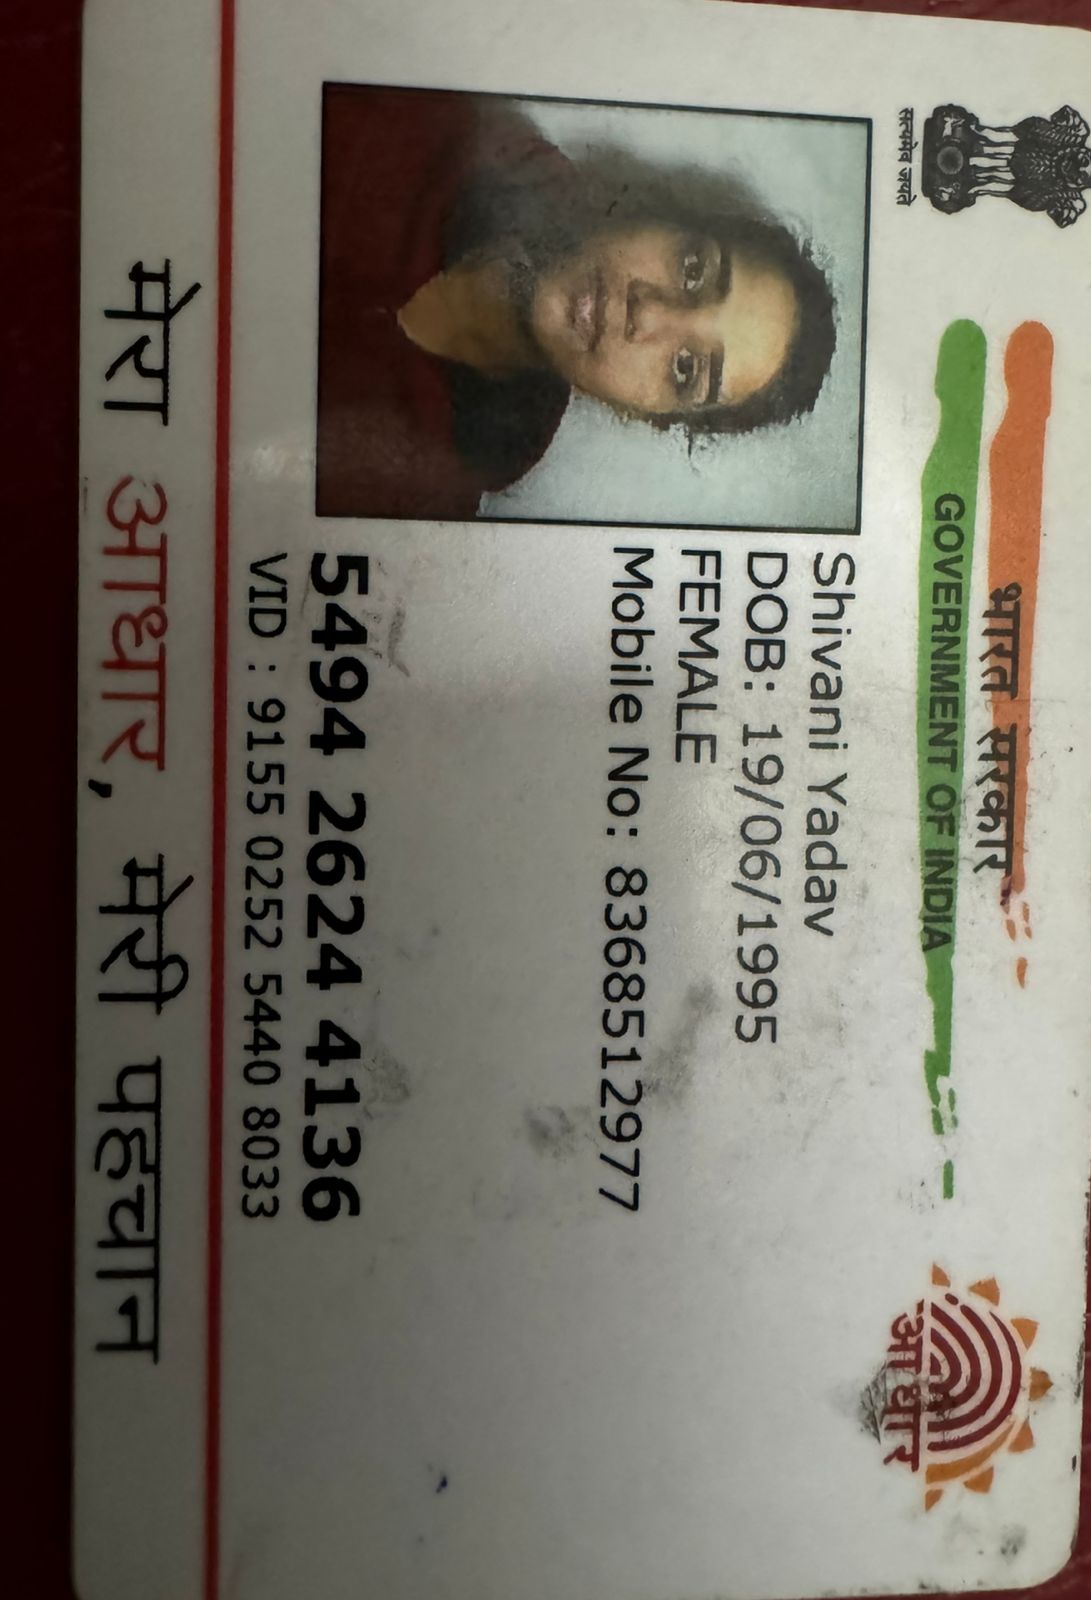 सत्यमेव जयते
भारत सरकार
GOVERNMENT OF INDIA
आधार
Shivani Yadav
DOB: 19/06/1995
FEMALE
Mobile No: 8368512977
5494 2624 4136
VID : 9155 0252 5440 8033
मेरा आधार, मेरी पहचान